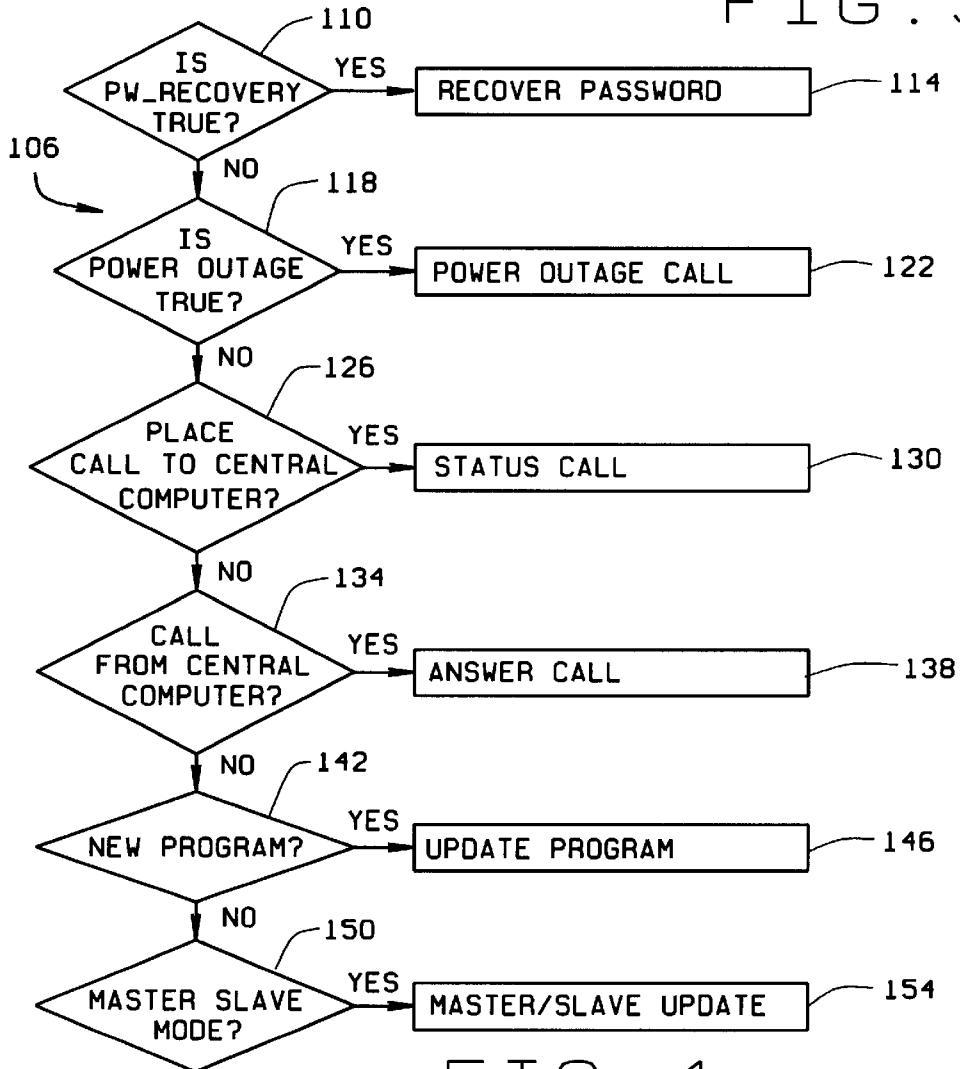 FIG.
110
IS
PW_RECOVERY
TRUE?
YES
RECOVER PASSWORD
114
106
NO
118
IS
POWER OUTAGE
TRUE?
YES
POWER OUTAGE CALL
122
NO
126
PLACE
CALL TO CENTRAL
COMPUTER?
YES
STATUS CALL
130
NO
134
CALL
FROM CENTRAL
COMPUTER?
YES
ANSWER CALL
138
NO
142
NEW PROGRAM?
YES
UPDATE PROGRAM
146
NO
150
MASTER SLAVE
MODE?
YES
MASTER/SLAVE UPDATE
154